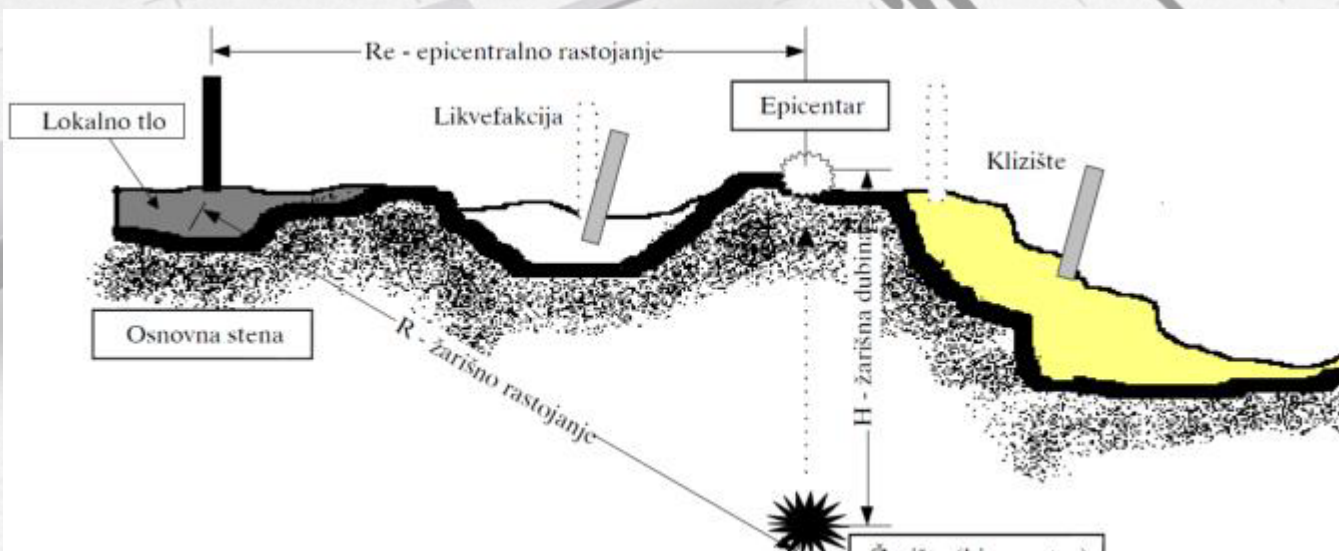 Re - epicentralno rastojanje
Epicentar
Likvefakcija
Lokalno tlo
Klizište
Osnovna stena
R - žarišno rastojanje
H - žarišna dubina